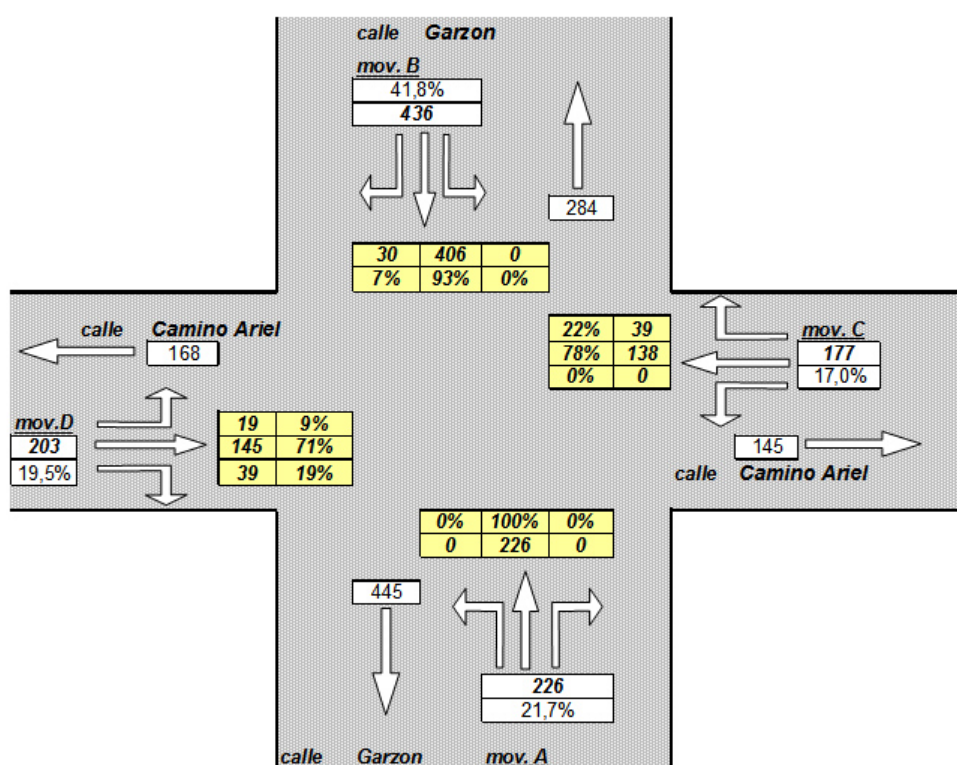 calle Garzon
mov. B
41,8%
436
284
30 406 0
7% 93% 0%
calle Camino Ariel
168
22% 39
78% 138
0% 0
mov. C
177
17,0%
mov.D
203
19,5%
19 9%
145 71%
39 19%
145
calle Camino Ariel
0% 100% 0%
0 226 0
445
226
21,7%
calle Garzon mov. A